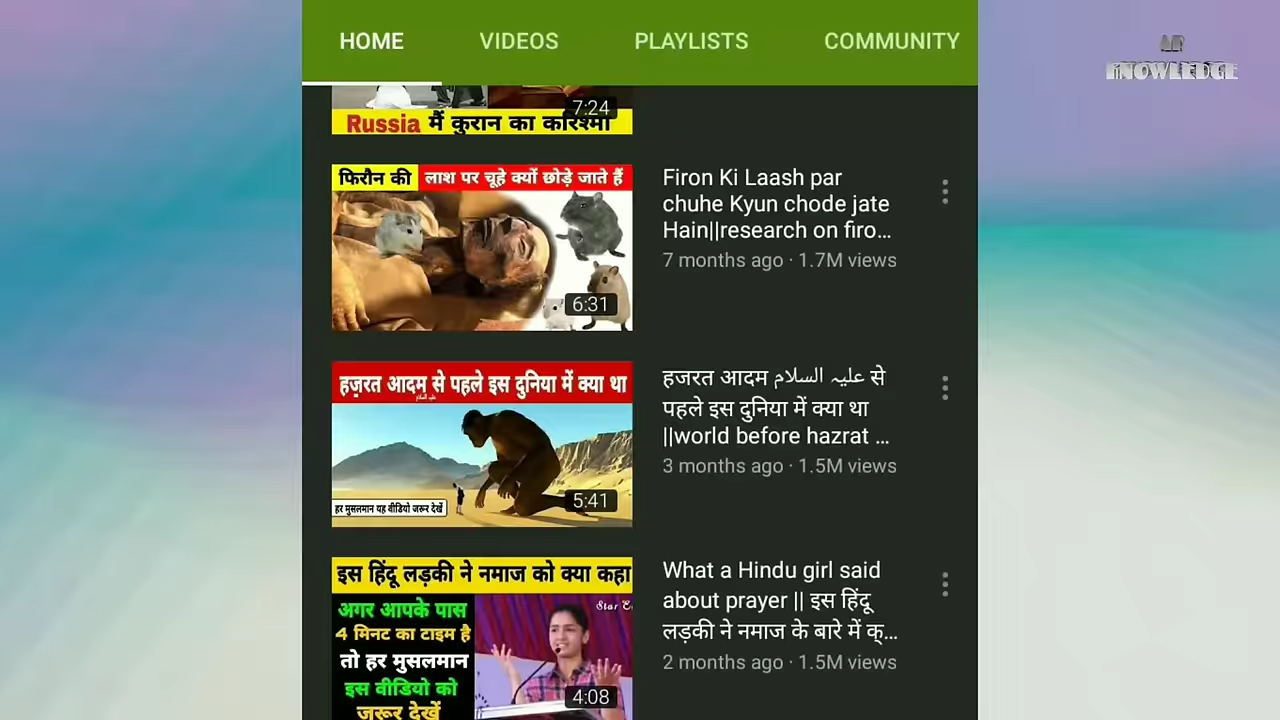 HOME VIDEOS PLAYLISTS COMMUNITY
KNOWLEDGE
7:24
Russia मैं कुरान का करिश्मा
फिरौन की लाश पर चूहे क्यों छोड़े जाते हैं
6:31
Firon Ki Laash par
chuhe Kyun chode jate
Hain||research on firo...
7 months ago · 1.7M views
हज़रत आदम से पहले इस दुनिया में क्या था
علیہ السلام
हर मुसलमान यह वीडियो जरूर देखें
5:41
हजरत आदम علیہ السلام से
पहले इस दुनिया में क्या था
||world before hazrat ...
3 months ago · 1.5M views
इस हिंदू लड़की ने नमाज को क्या कहा
अगर आपके पास
4 मिनट का टाइम है
तो हर मुसलमान
इस वीडियो को
जरूर देखें
Star
4:08
What a Hindu girl said
about prayer || इस हिंदू
लड़की ने नमाज के बारे में क्...
2 months ago · 1.5M views